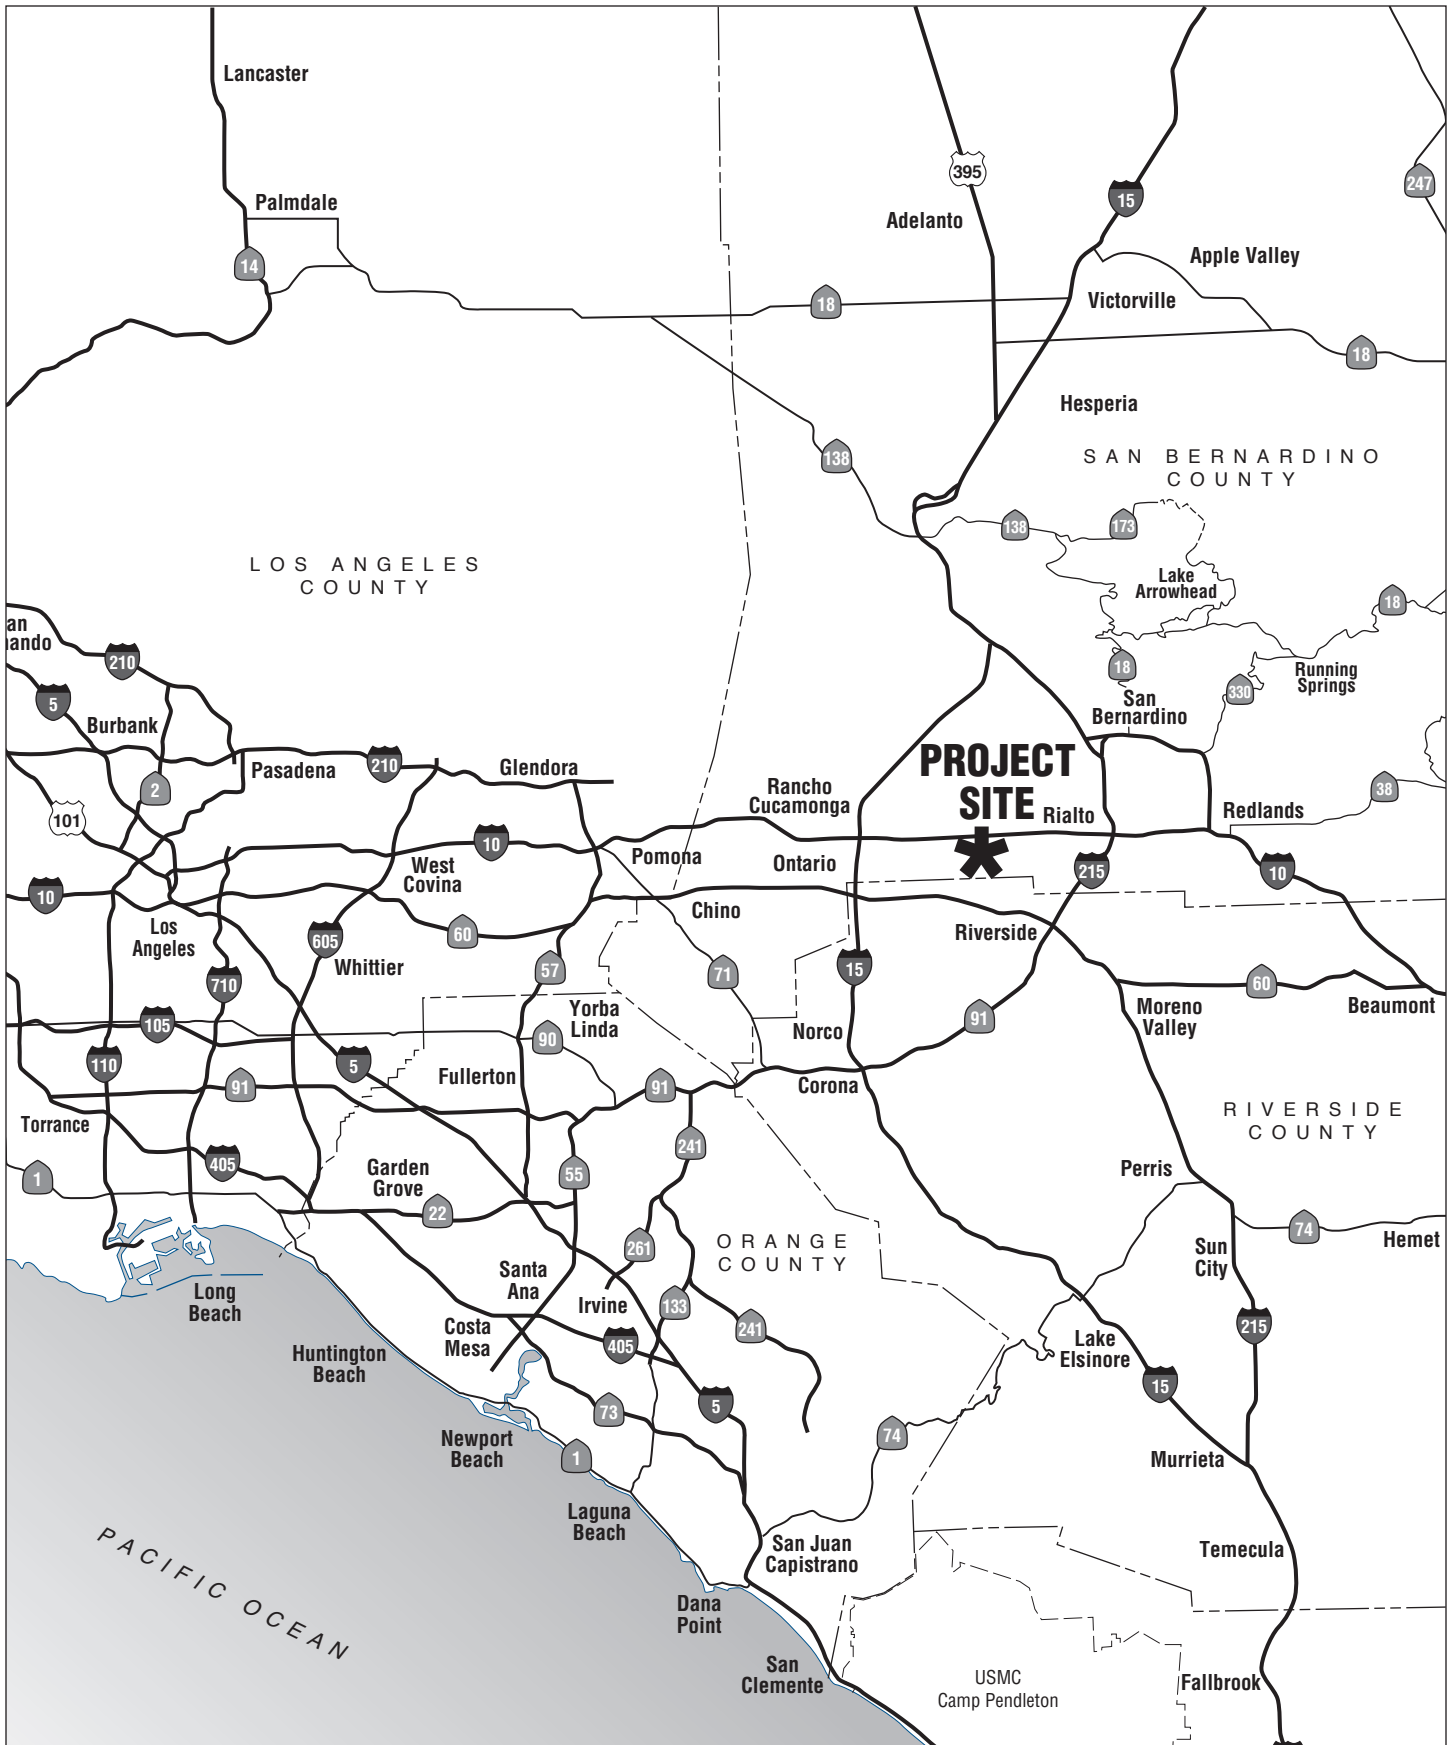 Lancaster
Palmdale
14
395
Adelanto
15
247
Apple Valley
Victorville
18
18
Hesperia
138
SAN BERNARDINO
COUNTY
138
173
LOS ANGELES
COUNTY
Lake
Arrowhead
18
an
nando
210
5
Burbank
18
Running
Springs
330
San
Bernardino
Pasadena
210
Glendora
2
101
PROJECT
SITE
Rancho
Cucamonga
Rialto
Redlands
38
10
West
Covina
Pomona
Ontario
215
10
10
Los
Angeles
60
Chino
Riverside
605
Whittier
710
57
71
15
60
Yorba
Linda
Norco
91
Moreno
Valley
Beaumont
105
90
110
5
Fullerton
91
91
Corona
Torrance
RIVERSIDE
COUNTY
241
405
1
Garden
Grove
55
22
Perris
74
Hemet
261
ORANGE
COUNTY
Sun
City
Long
Beach
Santa
Ana
Irvine
133
241
215
Costa
Mesa
405
Lake
Elsinore
Huntington
Beach
15
73
5
74
Newport
Beach
1
Murrieta
Laguna
Beach
San Juan
Capistrano
Temecula
PACIFIC OCEAN
Dana
Point
San
Clemente
USMC
Camp Pendleton
Fallbrook